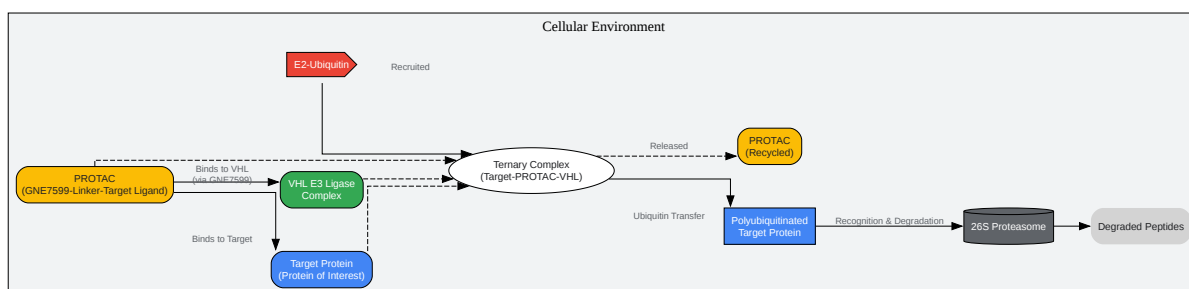 Cellular Environment
E2-Ubiquitin
Recruited
PROTAC
(GNE7599-Linker-Target Ligand)
Binds to VHL
(via GNE7599)
VHL E3 Ligase
Complex
Binds to Target
Target Protein
(Protein of Interest)
Ternary Complex
(Target-PROTAC-VHL)
Released
PROTAC
(Recycled)
Ubiquitin Transfer
Polyubiquitinated
Target Protein
Recognition & Degradation
26S Proteasome
Degraded Peptides